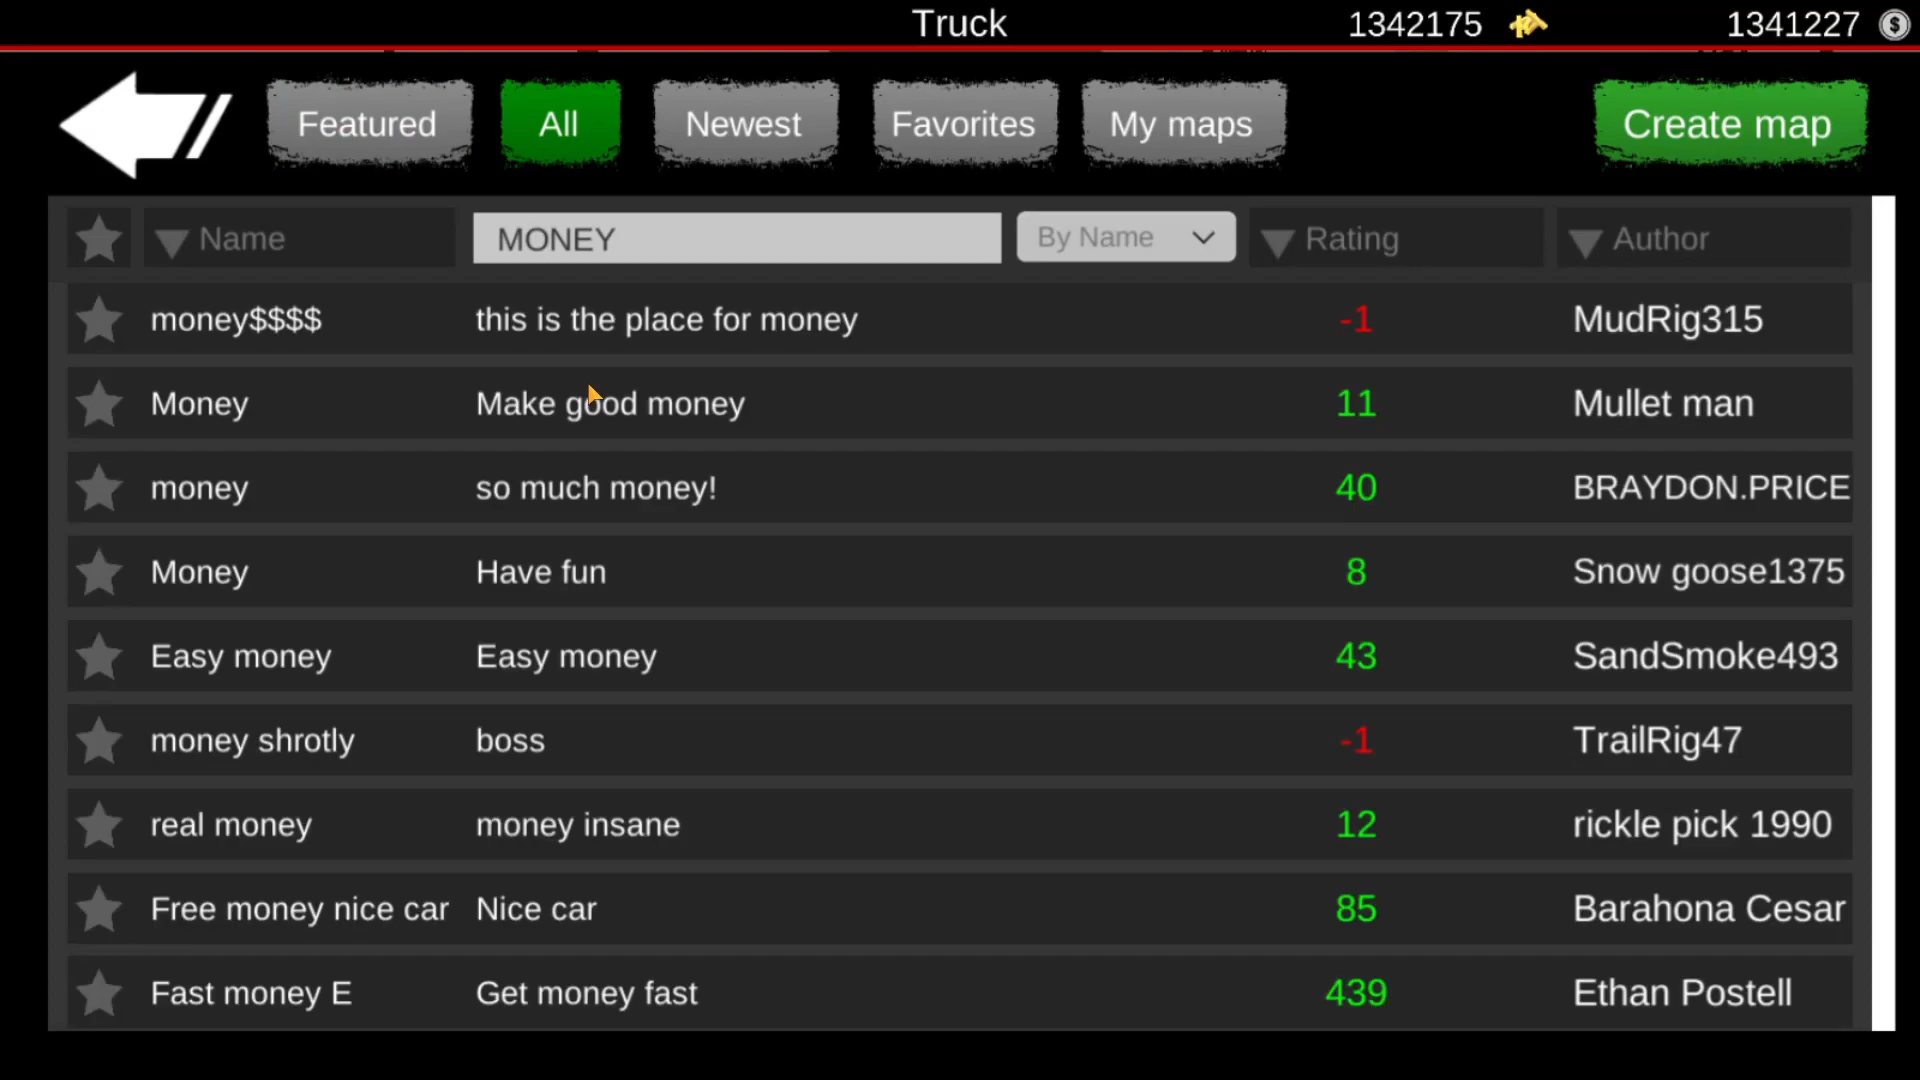 Truck 1342175 1341227 $
Featured All Newest Favorites My maps Create map
Name MONEY By Name Rating Author
money$$$$ this is the place for money -1 MudRig315
Money Make good money 11 Mullet man
money so much money! 40 BRAYDON.PRICE
Money Have fun 8 Snow goose1375
Easy money Easy money 43 SandSmoke493
money shrotly boss -1 TrailRig47
real money money insane 12 rickle pick 1990
Free money nice car Nice car 85 Barahona Cesar
Fast money E Get money fast 439 Ethan Postell